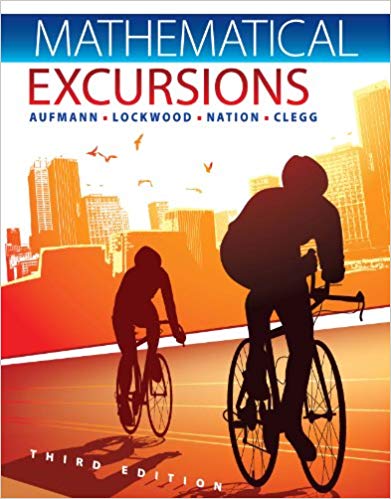 MATHEMATICAL
EXCURSIONS
AUFMANN ▪ LOCKWOOD ▪ NATION ▪ CLEGG
THIRD EDITION